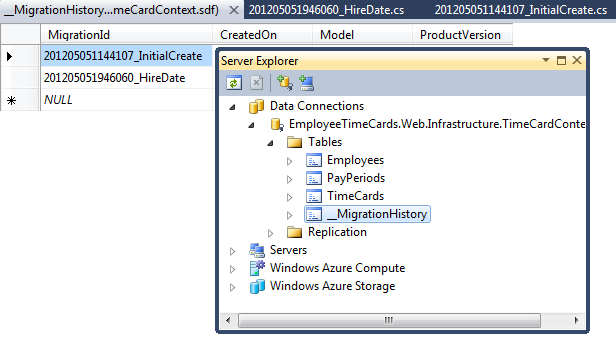 __MigrationHistory...meCardContext.sdf) X
201205051946060_HireDate.cs
201205051144107_InitialCreate.cs
MigrationId CreatedOn Model ProductVersion
201205051144107_InitialCreate
201205051946060_HireDate
NULL
Server Explorer
Data Connections
EmployeeTimeCards.Web.Infrastructure.TimeCardConte
Tables
Employees
PayPeriods
TimeCards
__MigrationHistory
Replication
Servers
Windows Azure Compute
Windows Azure Storage